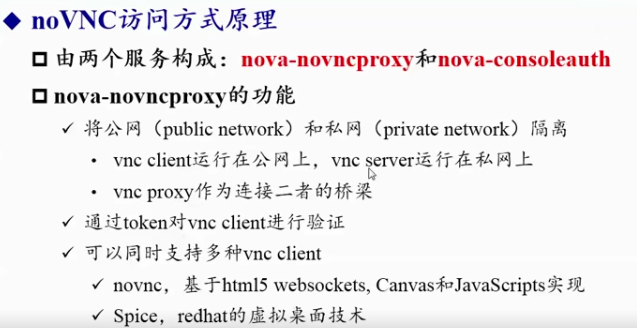 noVNC访问方式原理
由两个服务构成：nova-novncproxy和nova-consoleauth
nova-novncproxy的功能
将公网（public network）和私网（private network）隔离
vnc client运行在公网上，vnc server运行在私网上
vnc proxy作为连接二者的桥梁
通过token对vnc client进行验证
可以同时支持多种vnc client
novnc，基于html5 websockets, Canvas和JavaScripts实现
Spice，redhat的虚拟桌面技术